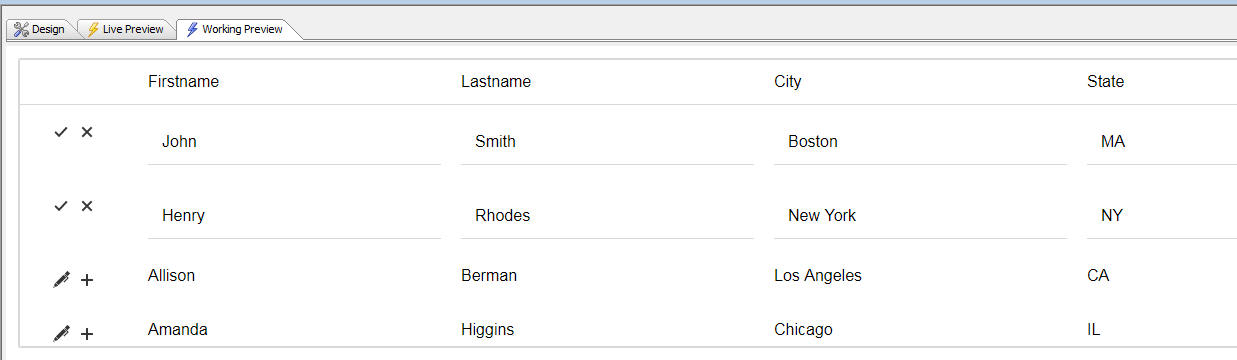 Design Live Preview Working Preview
Firstname Lastname City State
John Smith Boston MA
Henry Rhodes New York NY
Allison Berman Los Angeles CA
Amanda Higgins Chicago IL